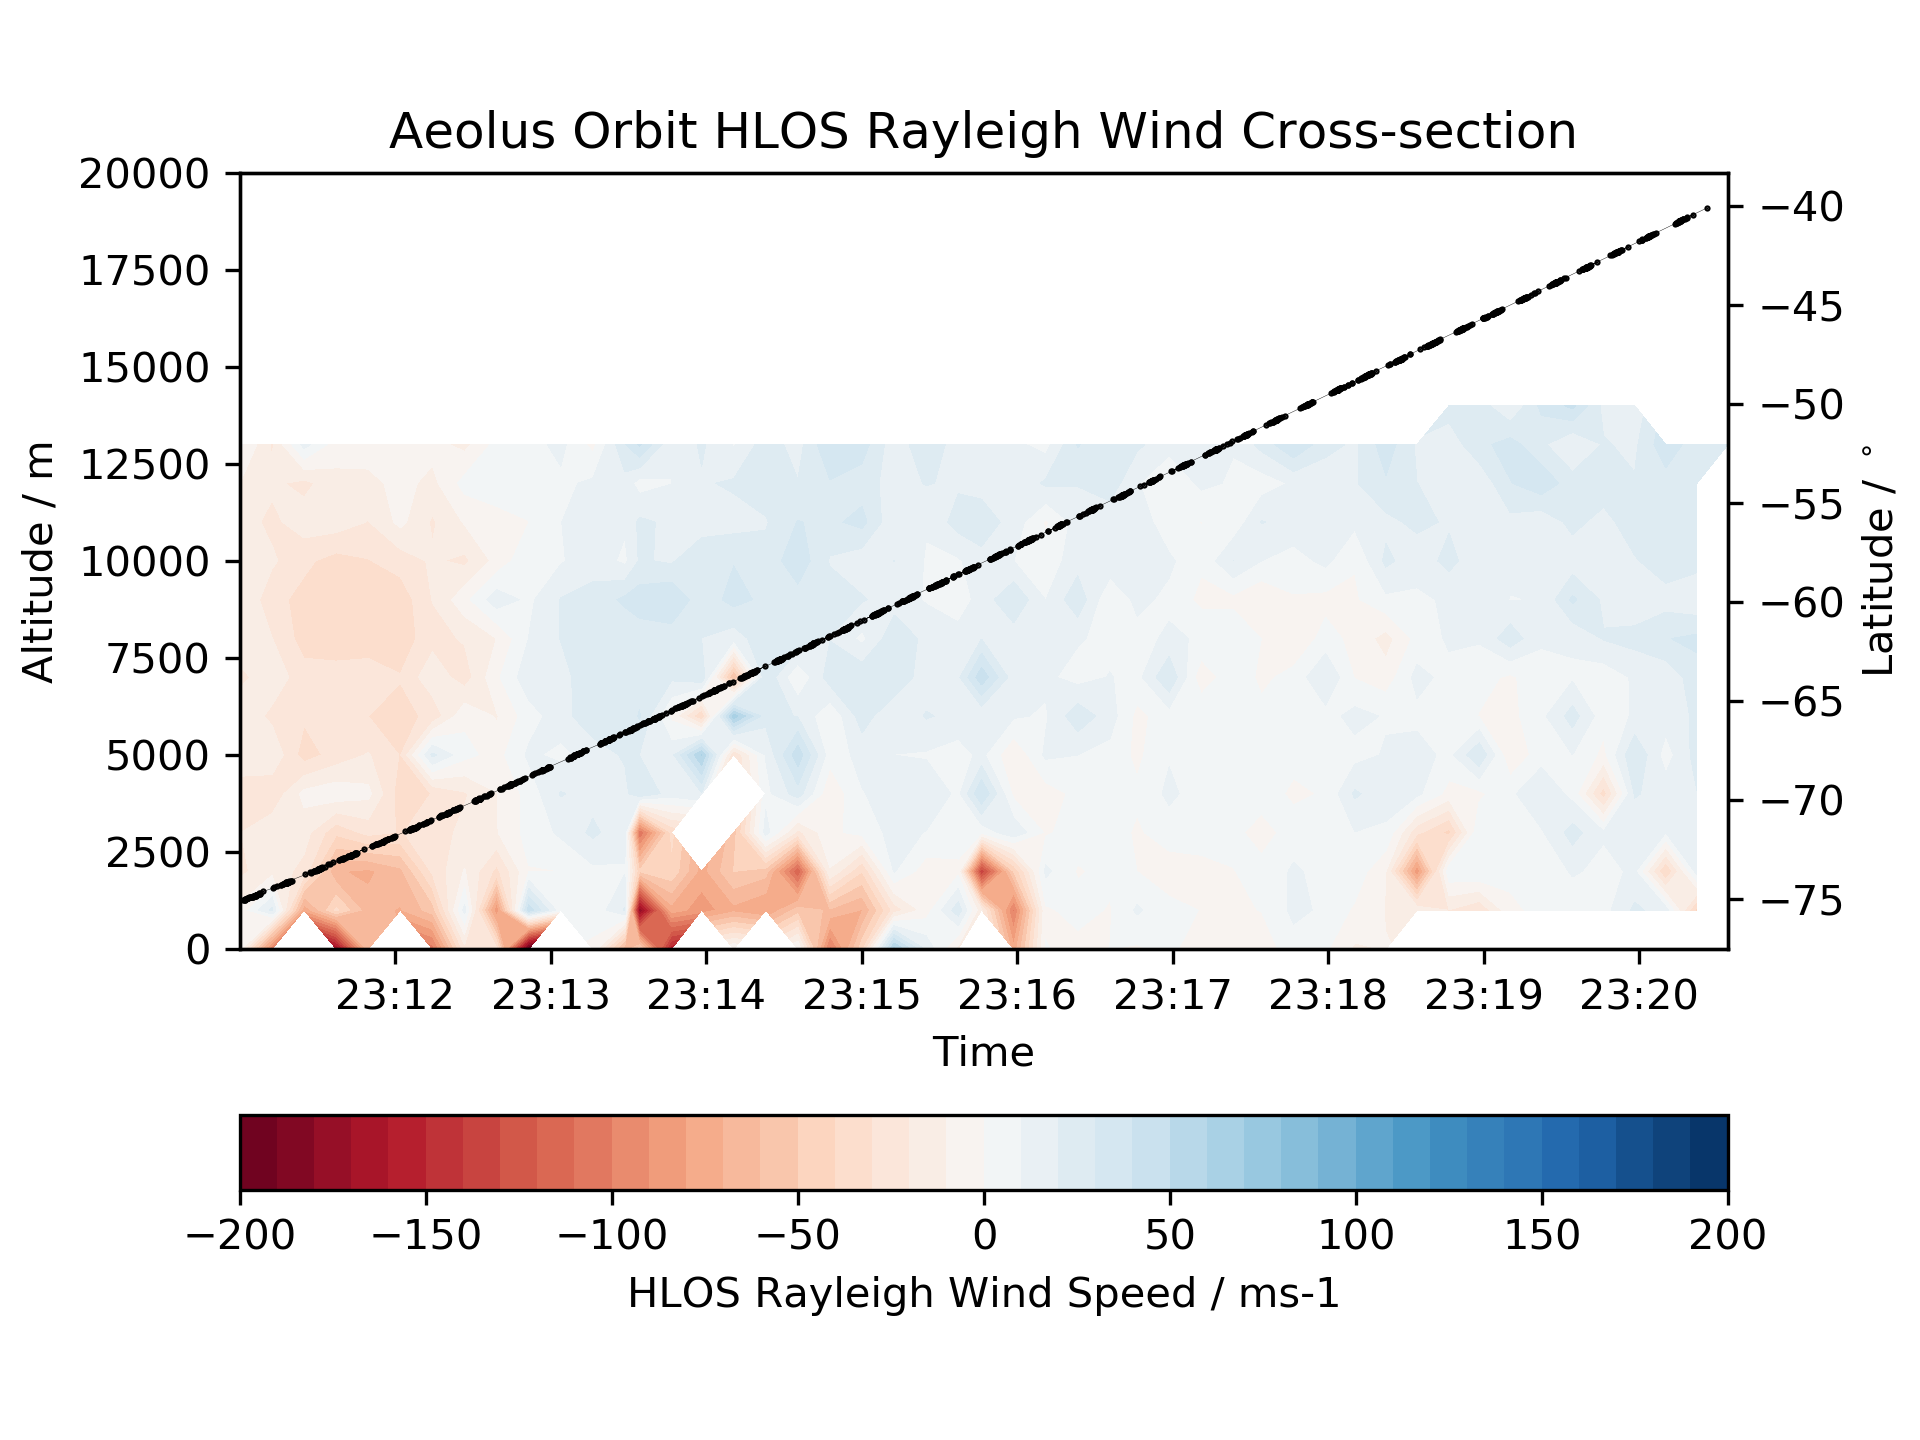 Aeolus Orbit HLOS Rayleigh Wind Cross-section
20000
17500
15000
12500
10000
7500
5000
2500
0
Altitude / m
−40
−45
−50
−55
−60
−65
−70
−75
Latitude / °
23:12 23:13 23:14 23:15 23:16 23:17 23:18 23:19 23:20
Time
−200 −150 −100 −50 0 50 100 150 200
HLOS Rayleigh Wind Speed / ms-1